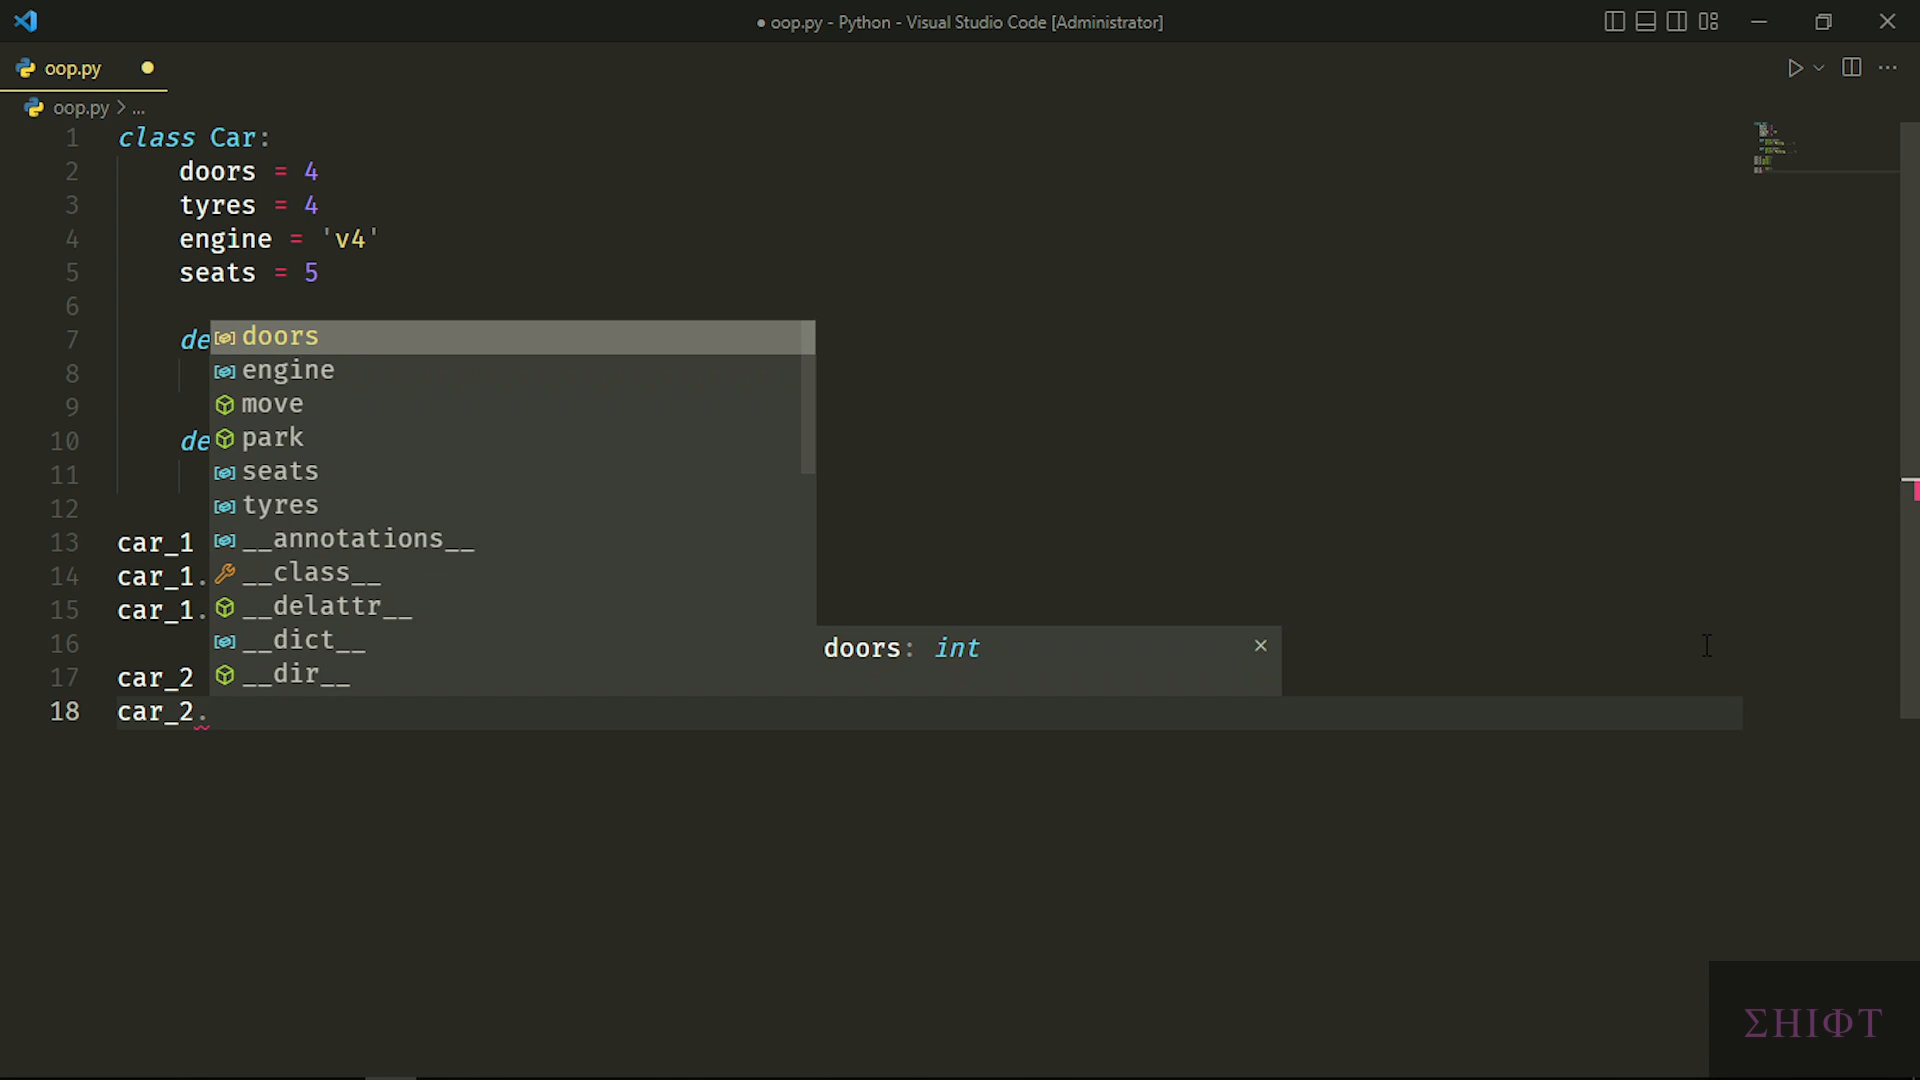 ● oop.py - Python - Visual Studio Code [Administrator]
oop.py
oop.py > ...
1 class Car:
2 doors = 4
3 tyres = 4
4 engine = 'v4'
5 seats = 5
6
7 de
8
9
10 de
11
12
13 car_1
14 car_1.
15 car_1.
16
17 car_2
18 car_2.
doors
engine
move
park
seats
tyres
__annotations__
__class__
__delattr__
__dict__
__dir__
doors: int
ΣHIΦT